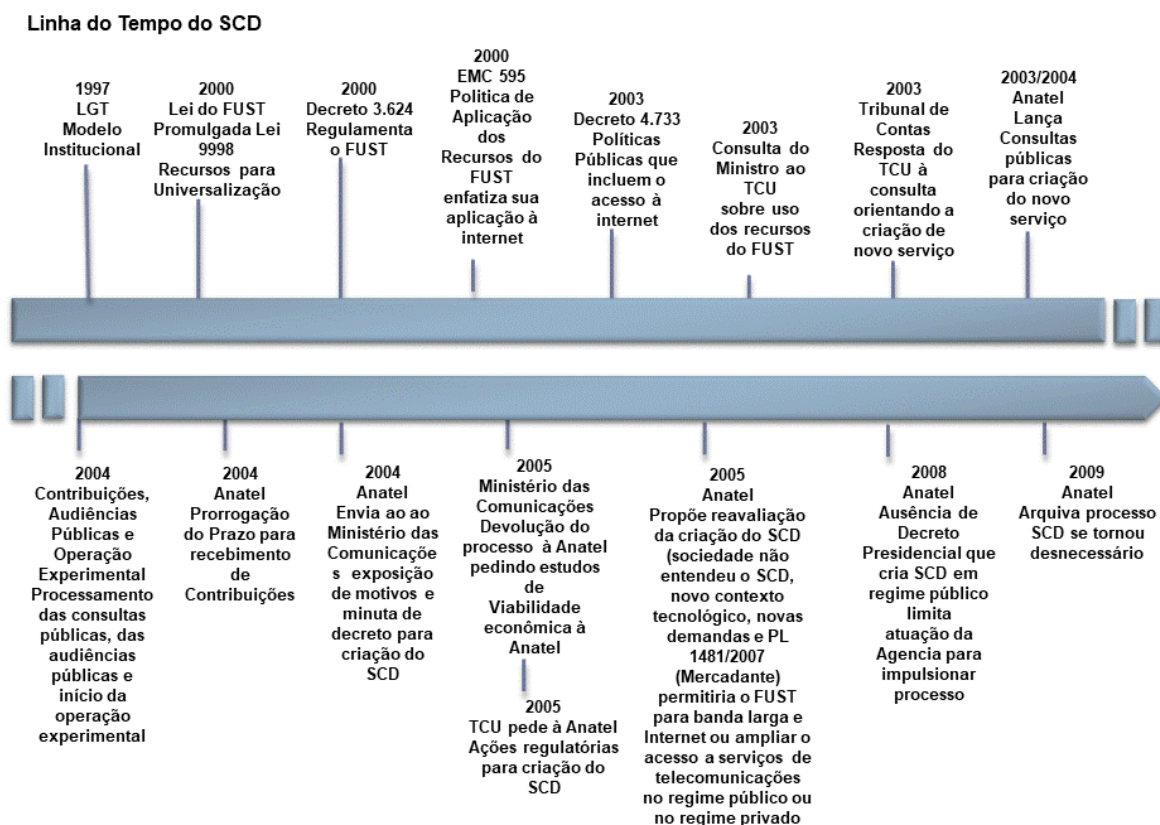 Linha do Tempo do SCD
1997
LGT
Modelo
Institucional
2000
Lei do FUST
Promulgada Lei
9998
Recursos para
Universalização
2000
Decreto 3.624
Regulamenta
o FUST
2000
EMC 595
Politica de
Aplicação
dos
Recursos do
FUST
enfatiza sua
aplicação à
internet
2003
Decreto 4.733
Políticas
Públicas que
incluem o
acesso à
internet
2003
Consulta do
Ministro ao
TCU
sobre uso
dos recursos
do FUST
2003
Tribunal de
Contas
Resposta do
TCU à
consulta
orientando a
criação de
novo serviço
2003/2004
Anatel
Lança
Consultas
públicas
para criação
do novo
serviço
2004
Contribuições,
Audiências
Públicas e
Operação
Experimental
Processamento
das consultas
públicas, das
audiências
públicas e
início da
operação
experimental
2004
Anatel
Prorrogação
do Prazo para
recebimento
de
Contribuições
2004
Anatel
Envia ao ao
Ministério das
Comunicaçõe
s exposição
de motivos e
minuta de
decreto para
criação do
SCD
2005
Ministério das
Comunicações
Devolução do
processo à Anatel
pedindo estudos
de
Viabilidade
econômica à
Anatel
2005
TCU pede à Anatel
Ações regulatórias
para criação do
SCD
2005
Anatel
Propõe reavaliação
da criação do SCD
(sociedade não
entendeu o SCD,
novo contexto
tecnológico, novas
demandas e PL
1481/2007
(Mercadante)
permitiria o FUST
para banda larga e
Internet ou ampliar o
acesso a serviços de
telecomunicações
no regime público ou
no regime privado
2008
Anatel
Ausência de
Decreto
Presidencial que
cria SCD em
regime público
limita
atuação da
Agencia para
impulsionar
processo
2009
Anatel
Arquiva processo
SCD se tornou
desnecessário